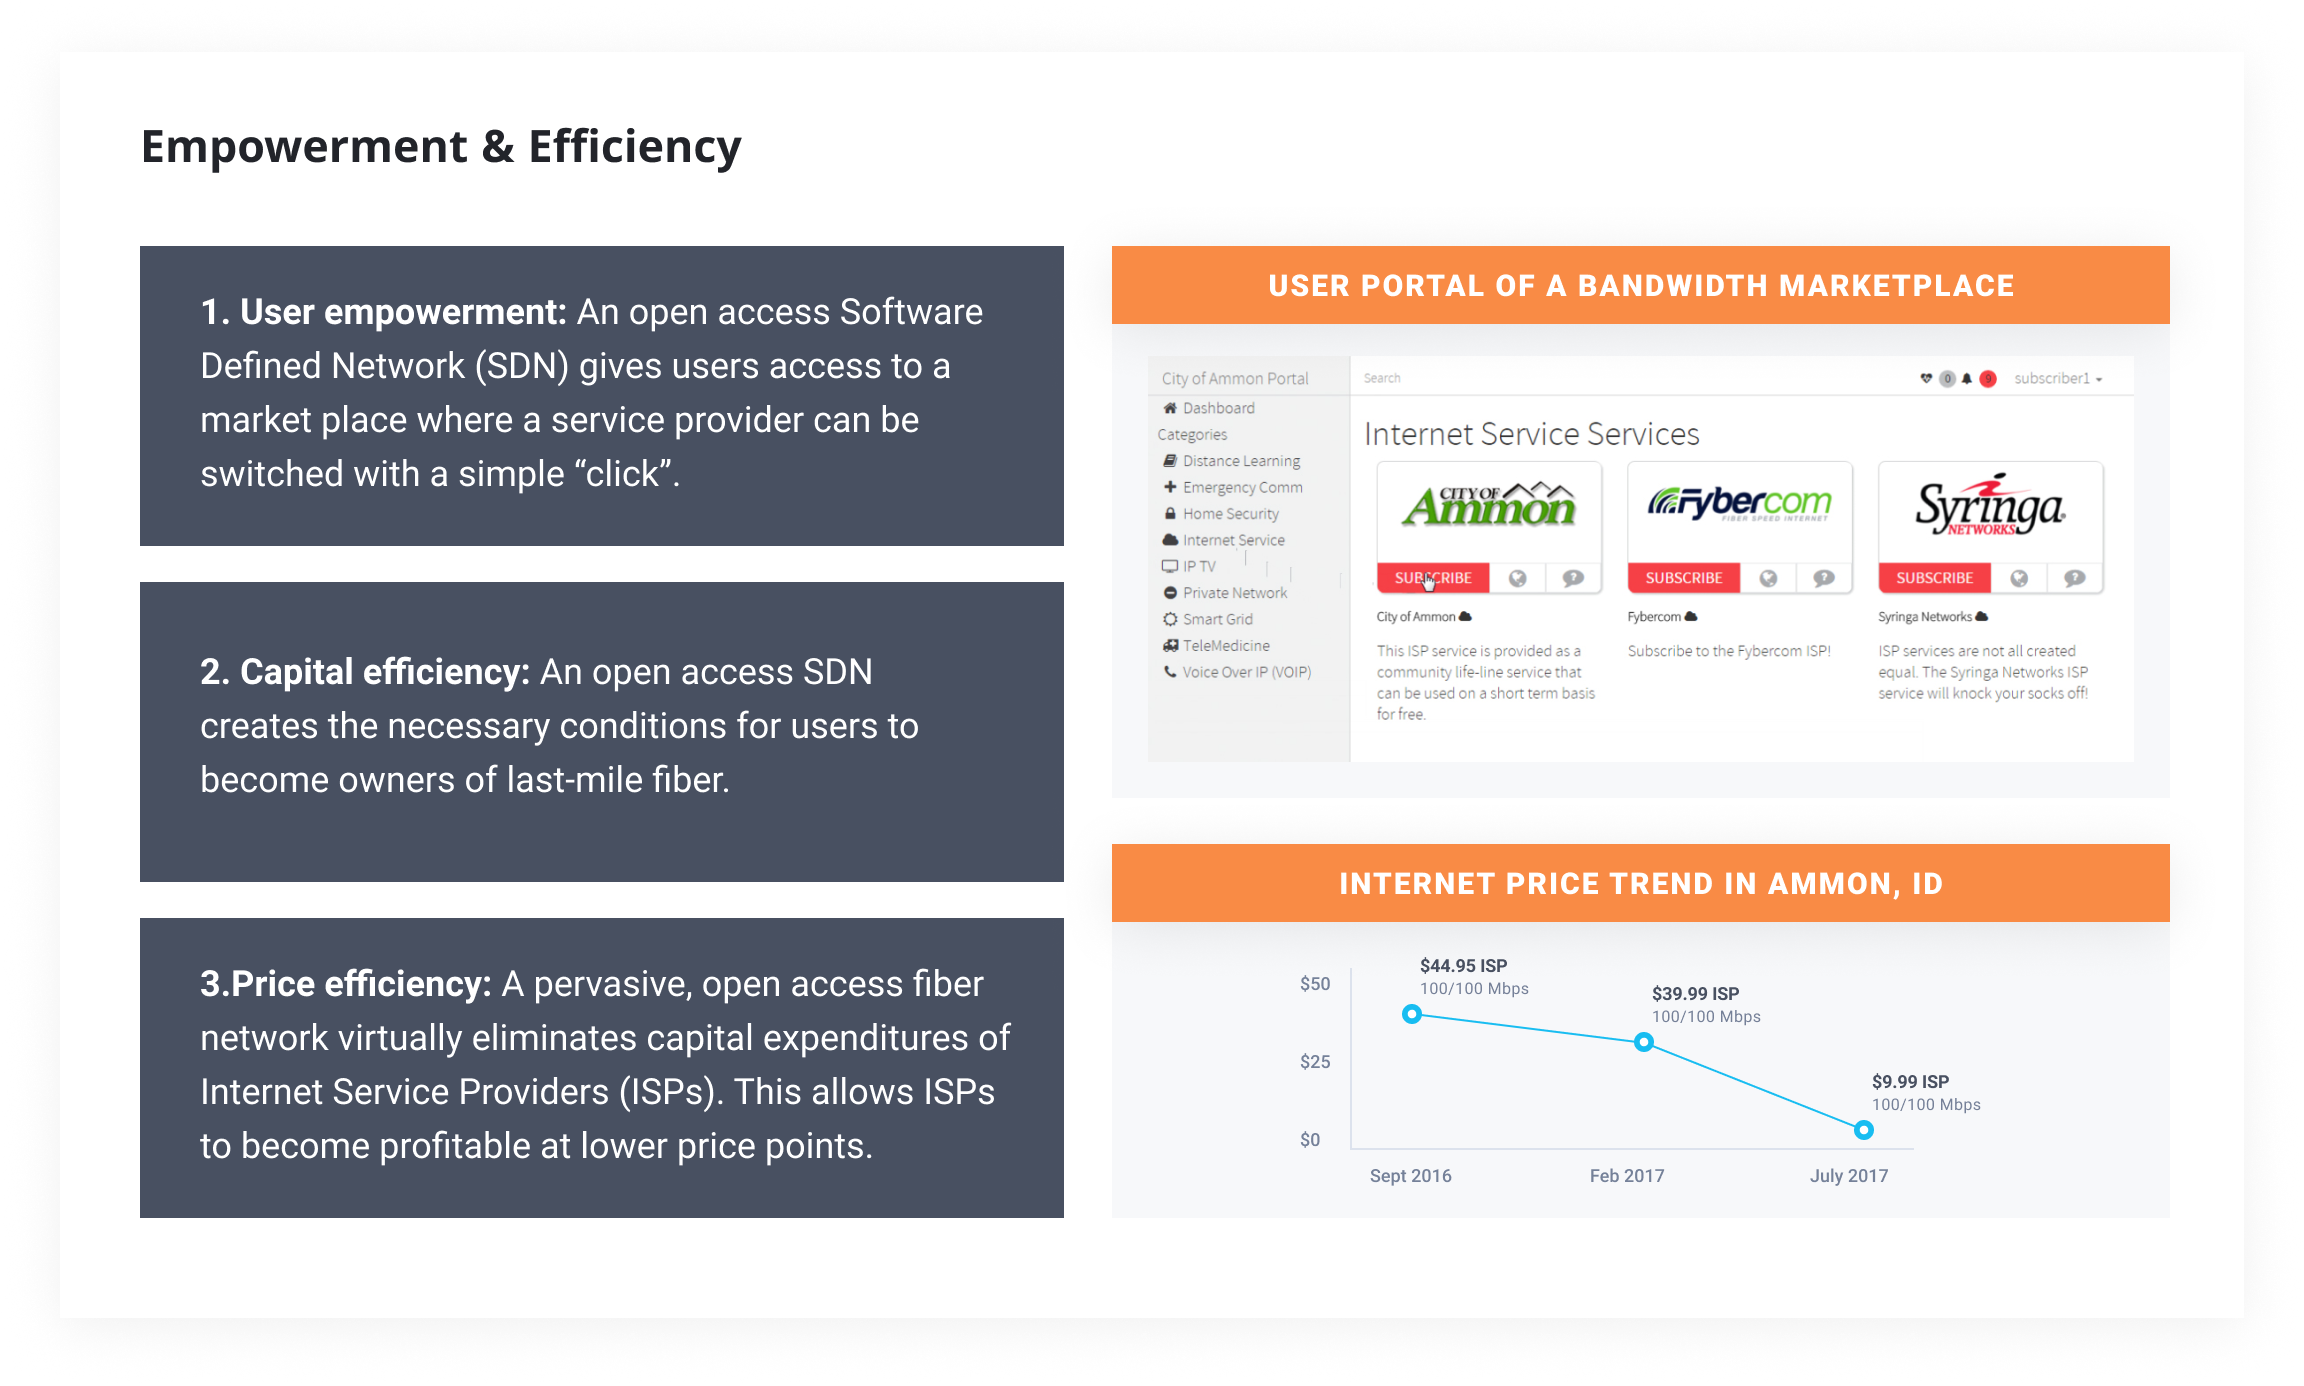 Empowerment & Efficiency
1. User empowerment: An open access Software
Defined Network (SDN) gives users access to a
market place where a service provider can be
switched with a simple “click”.
2. Capital efficiency: An open access SDN
creates the necessary conditions for users to
become owners of last-mile fiber.
3.Price efficiency: A pervasive, open access fiber
network virtually eliminates capital expenditures of
Internet Service Providers (ISPs). This allows ISPs
to become profitable at lower price points.
USER PORTAL OF A BANDWIDTH MARKETPLACE
City of Ammon Portal
Dashboard
Categories
Distance Learning
Emergency Comm
Home Security
Internet Service
IP TV
Private Network
Smart Grid
TeleMedicine
Voice Over IP (VOIP)
Search
0
9
subscriber1
Internet Service Services
CITY OF
Ammon
SUBSCRIBE
City of Ammon
This ISP service is provided as a
community life-line service that
can be used on a short term basis
for free.
Fybercom
FIBER SPEED INTERNET
SUBSCRIBE
Fybercom
Subscribe to the Fybercom ISP!
Syringa
NETWORKS
SUBSCRIBE
Syringa Networks
ISP services are not all created
equal. The Syringa Networks ISP
service will knock your socks off!
INTERNET PRICE TREND IN AMMON, ID
$50
$25
$0
$44.95 ISP
100/100 Mbps
$39.99 ISP
100/100 Mbps
$9.99 ISP
100/100 Mbps
Sept 2016
Feb 2017
July 2017